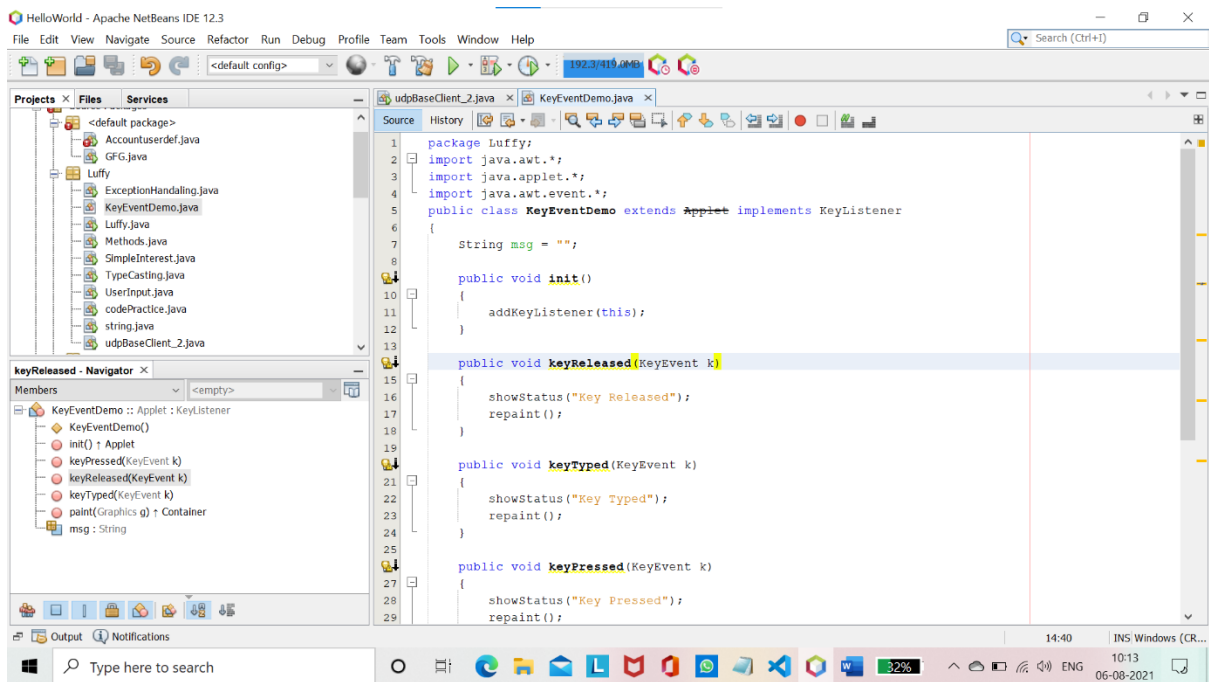 HelloWorld - Apache NetBeans IDE 12.3
File Edit View Navigate Source Refactor Run Debug Profile Team Tools Window Help
Search (Ctrl+I)
<default config>
192.3/419.0MB
Projects Files Services
<default package>
Accountuserdef.java
GFG.java
Luffy
ExceptionHandaling.java
KeyEventDemo.java
Luffy.java
Methods.java
SimpleInterest.java
TypeCasting.java
UserInput.java
codePractice.java
string.java
udpBaseClient_2.java
keyReleased - Navigator
Members
<empty>
KeyEventDemo :: Applet : KeyListener
KeyEventDemo()
init() ↑ Applet
keyPressed(KeyEvent k)
keyReleased(KeyEvent k)
keyTyped(KeyEvent k)
paint(Graphics g) ↑ Container
msg : String
udpBaseClient_2.java KeyEventDemo.java
Source History
1 package Luffy;
2 import java.awt.*;
3 import java.applet.*;
4 import java.awt.event.*;
5 public class KeyEventDemo extends Applet implements KeyListener
6 {
7 String msg = "";
8
public void init()
10 {
11 addKeyListener(this);
12 }
13
public void keyReleased(KeyEvent k)
15 {
16 showStatus("Key Released");
17 repaint();
18 }
19
public void keyTyped(KeyEvent k)
21 {
22 showStatus("Key Typed");
23 repaint();
24 }
25
public void keyPressed(KeyEvent k)
27 {
28 showStatus("Key Pressed");
29 repaint();
Output Notifications
14:40 INS Windows (CR...
Type here to search
32%
ENG
10:13
06-08-2021